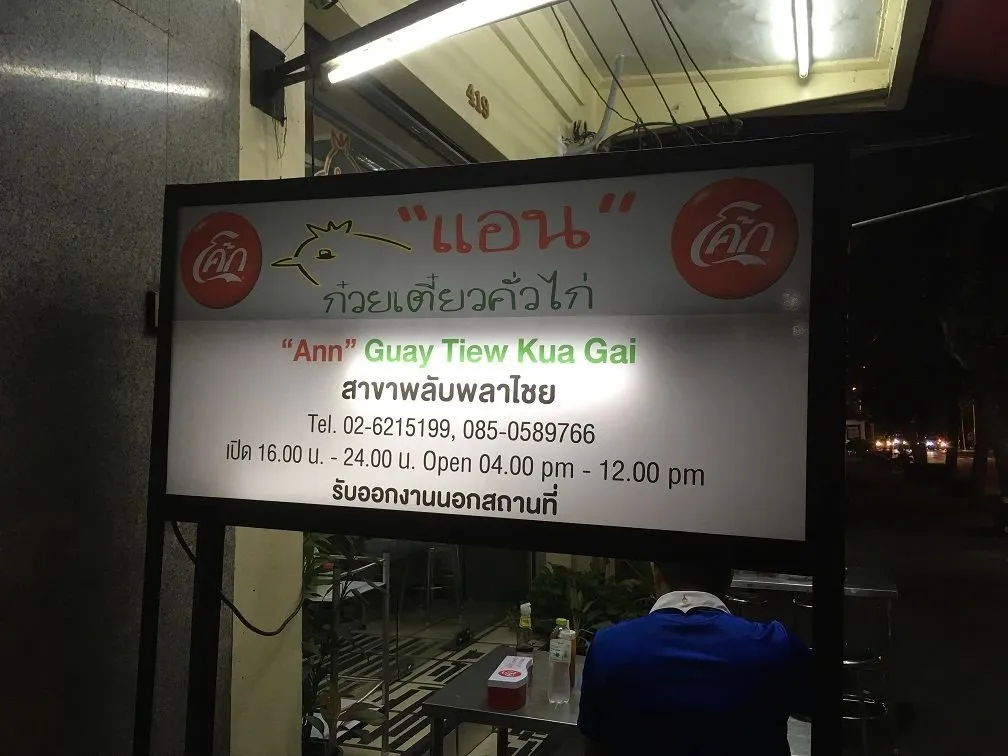 419
โค้ก "แอน" โค้ก
ก๋วยเตี๋ยวคั่วไก่
"Ann" Guay Tiew Kua Gai
สาขาพลับพลาไชย
Tel. 02-6215199, 085-0589766
เปิด 16.00 น. - 24.00 น. Open 04.00 pm - 12.00 pm
รับออกงานนอกสถานที่